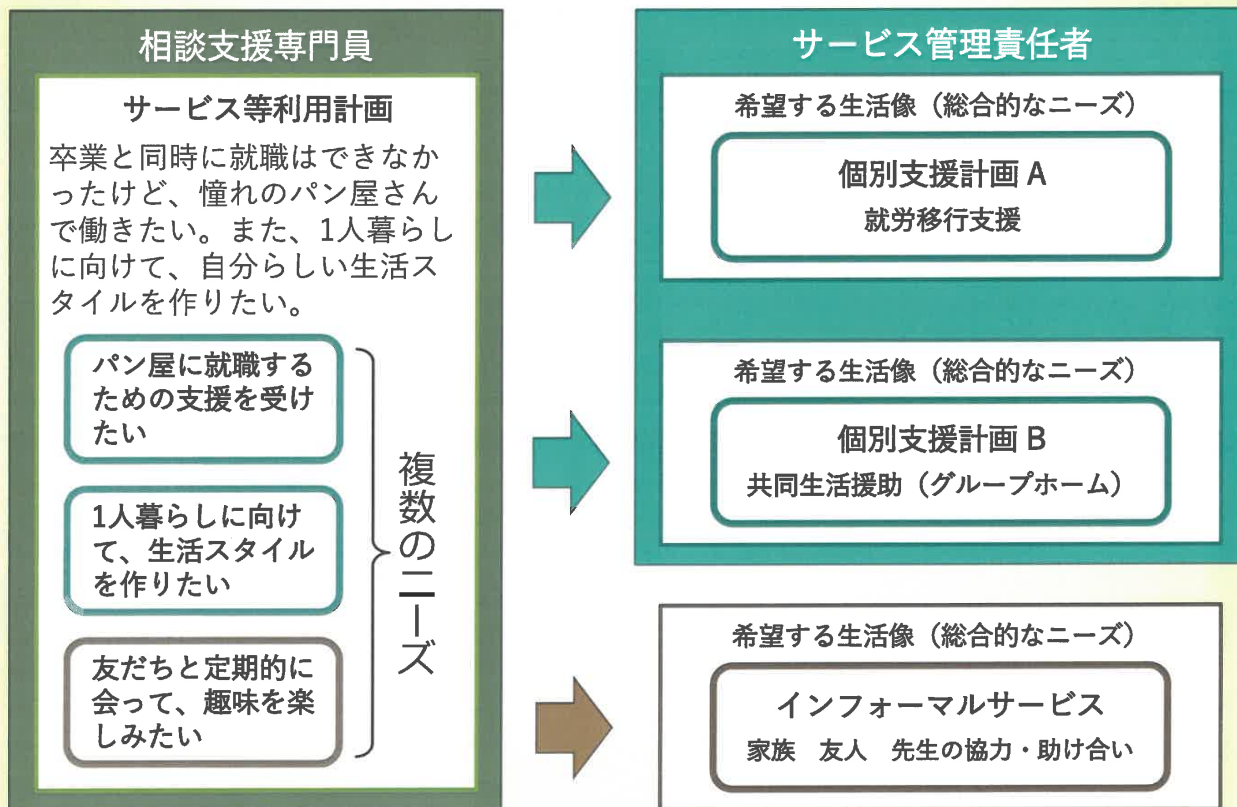 相談支援専門員
サービス等利用計画
卒業と同時に就職はできなか
ったけど、憧れのパン屋さん
で働きたい。また、1人暮らし
に向けて、自分らしい生活ス
タイルを作りたい。
パン屋に就職する
ための支援を受け
たい
1人暮らしに向け
て、生活スタイル
を作りたい
友だちと定期的に
会って、趣味を楽
しみたい
複数のニーズ
サービス管理責任者
希望する生活像（総合的なニーズ）
個別支援計画 A
就労移行支援
希望する生活像（総合的なニーズ）
個別支援計画 B
共同生活援助（グループホーム）
希望する生活像（総合的なニーズ）
インフォーマルサービス
家族　友人　先生の協力・助け合い